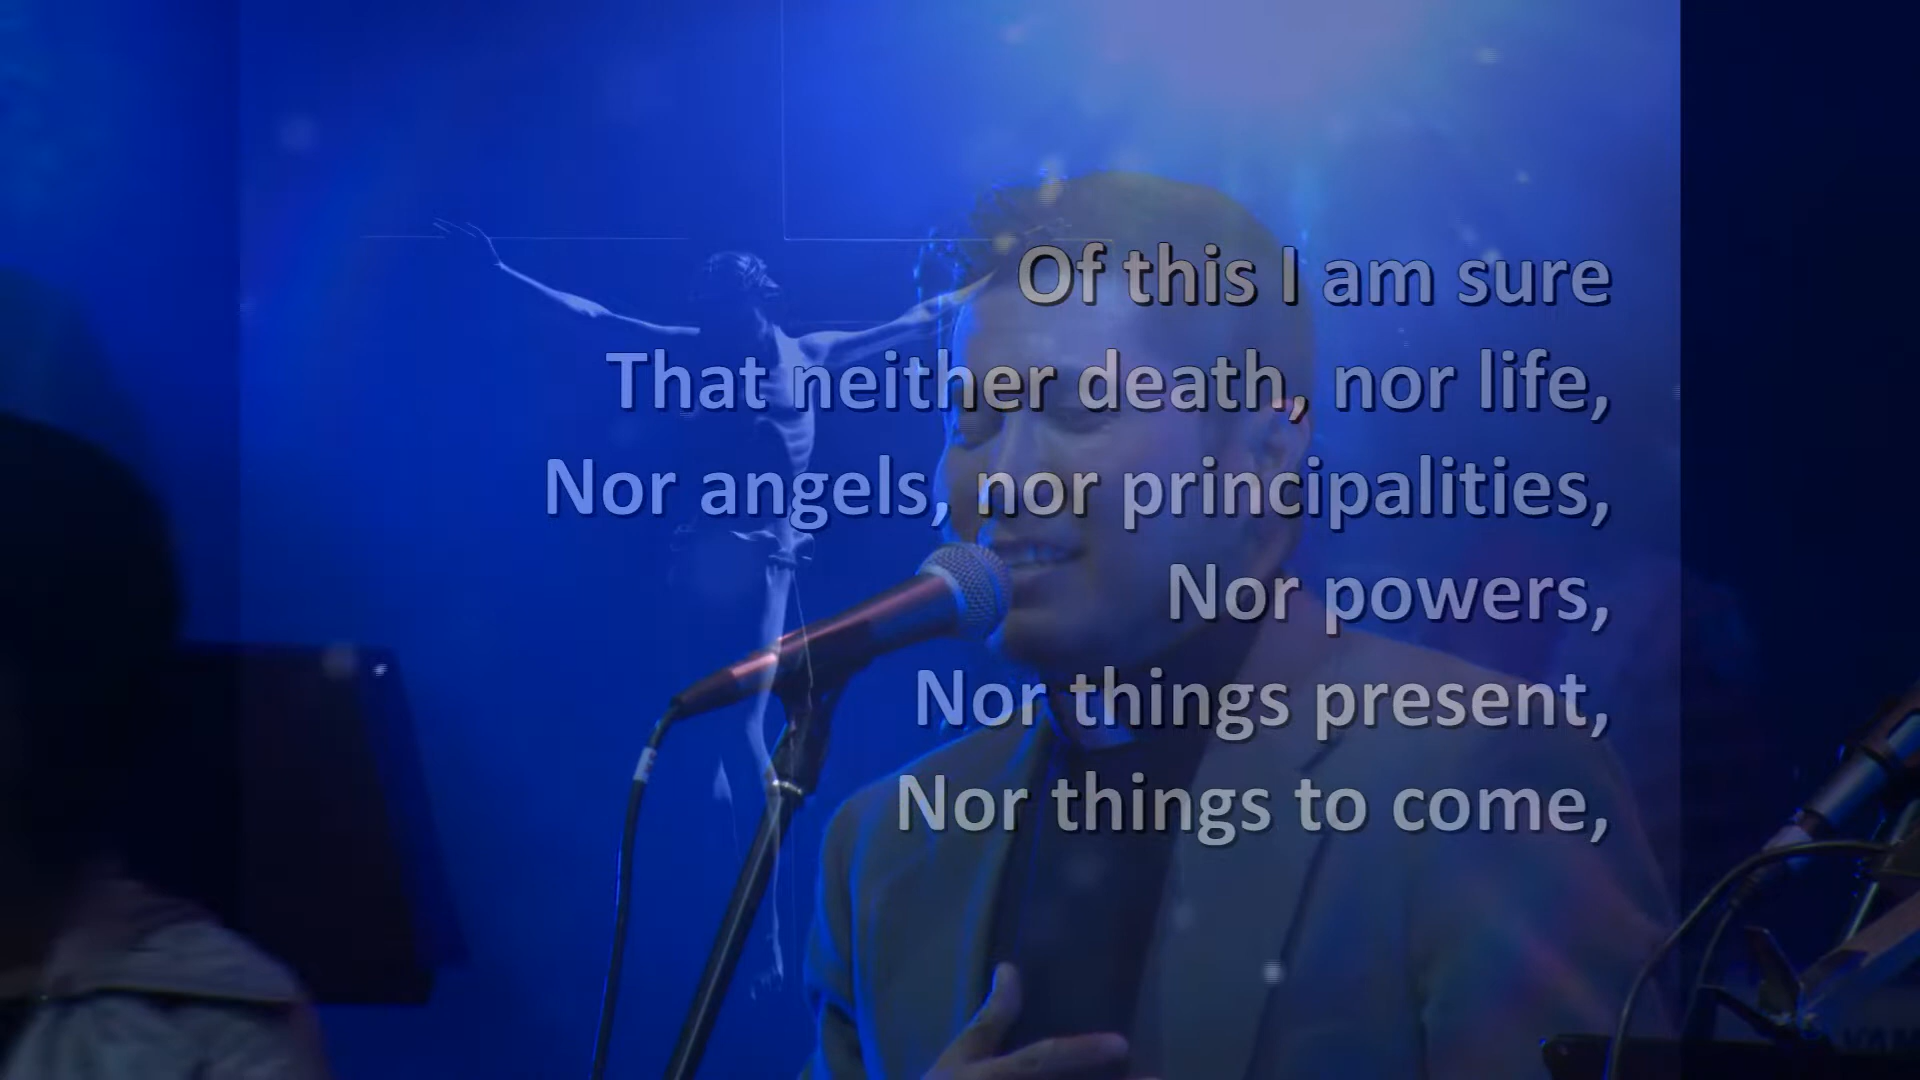 Of this I am sure
That neither death, nor life,
Nor angels, nor principalities,
Nor powers,
Nor things present,
Nor things to come,